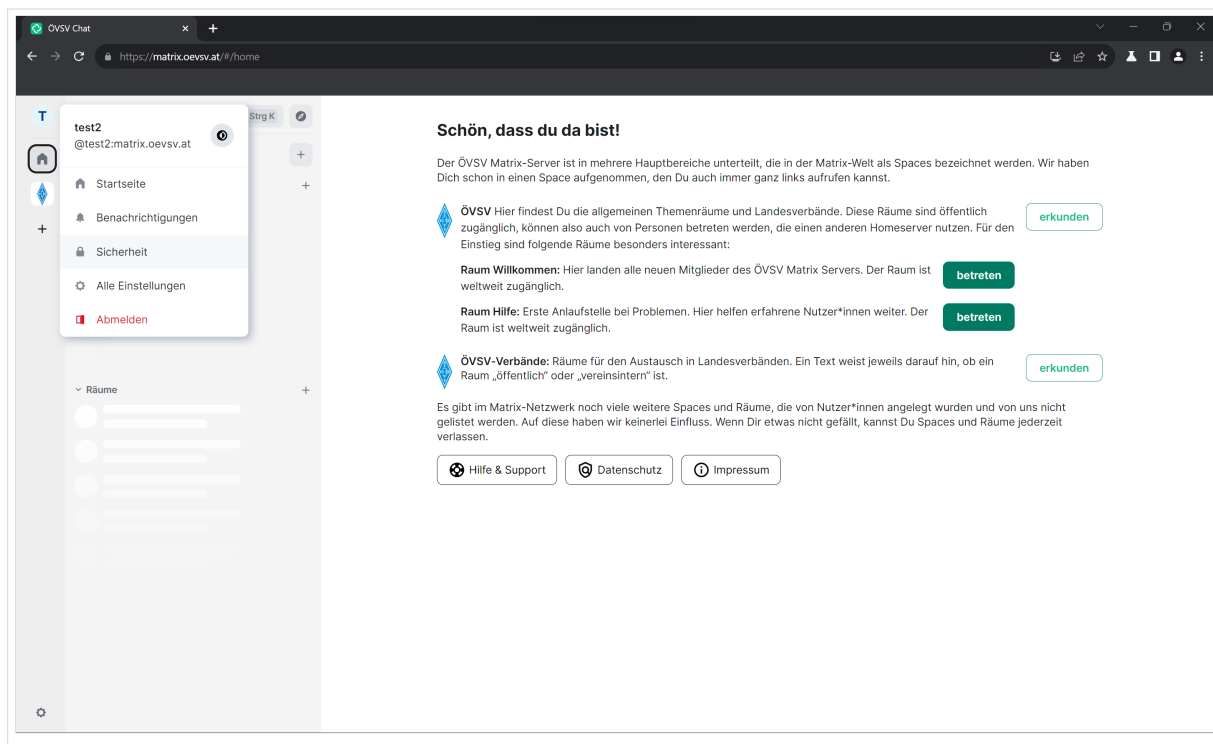 ÖVSV Chat
https://matrix.oevsv.at/#/home
T
Strg K
test2
@test2:matrix.oevsv.at
Startseite
Benachrichtigungen
Sicherheit
Alle Einstellungen
Abmelden
Räume
Schön, dass du da bist!
Der ÖVSV Matrix-Server ist in mehrere Hauptbereiche unterteilt, die in der Matrix-Welt als Spaces bezeichnet werden. Wir haben
Dich schon in einen Space aufgenommen, den Du auch immer ganz links aufrufen kannst.
ÖVSV Hier findest Du die allgemeinen Themenräume und Landesverbände. Diese Räume sind öffentlich
zugänglich, können also auch von Personen betreten werden, die einen anderen Homeserver nutzen. Für den
Einstieg sind folgende Räume besonders interessant:
erkunden
Raum Willkommen: Hier landen alle neuen Mitglieder des ÖVSV Matrix Servers. Der Raum ist
weltweit zugänglich.
betreten
Raum Hilfe: Erste Anlaufstelle bei Problemen. Hier helfen erfahrene Nutzer*innen weiter. Der
Raum ist weltweit zugänglich.
betreten
ÖVSV-Verbände: Räume für den Austausch in Landesverbänden. Ein Text weist jeweils darauf hin, ob ein
Raum „öffentlich“ oder „vereinsintern“ ist.
erkunden
Es gibt im Matrix-Netzwerk noch viele weitere Spaces und Räume, die von Nutzer*innen angelegt wurden und von uns nicht
gelistet werden. Auf diese haben wir keinerlei Einfluss. Wenn Dir etwas nicht gefällt, kannst Du Spaces und Räume jederzeit
verlassen.
Hilfe & Support
Datenschutz
Impressum